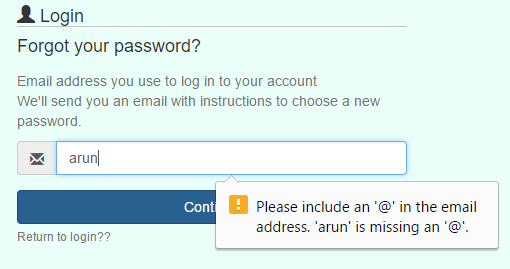 Login
Forgot your password?
Email address you use to log in to your account
We'll send you an email with instructions to choose a new
password.
arun
Please include an '@' in the email
address. 'arun' is missing an '@'.
Return to login??